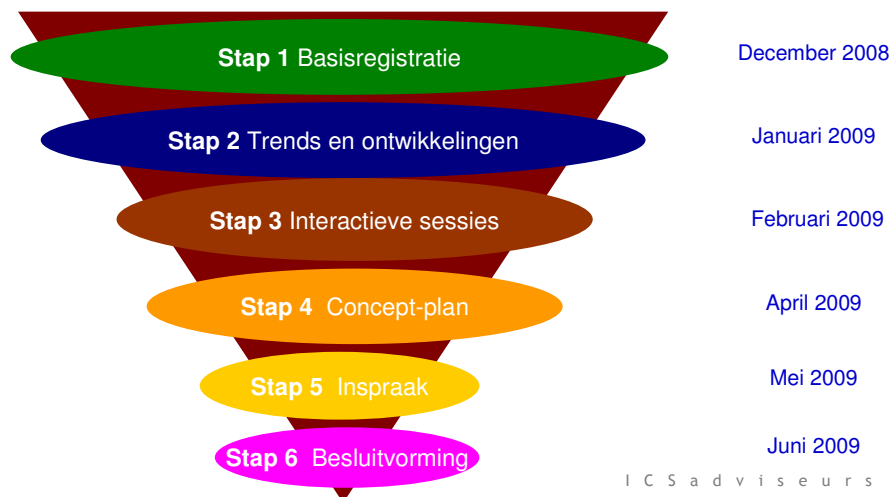 Stap 1 Basisregistratie December 2008
Stap 2 Trends en ontwikkelingen Januari 2009
Stap 3 Interactieve sessies Februari 2009
Stap 4 Concept-plan April 2009
Stap 5 Inspraak Mei 2009
Stap 6 Besluitvorming Juni 2009
I C S a d v i s e u r s